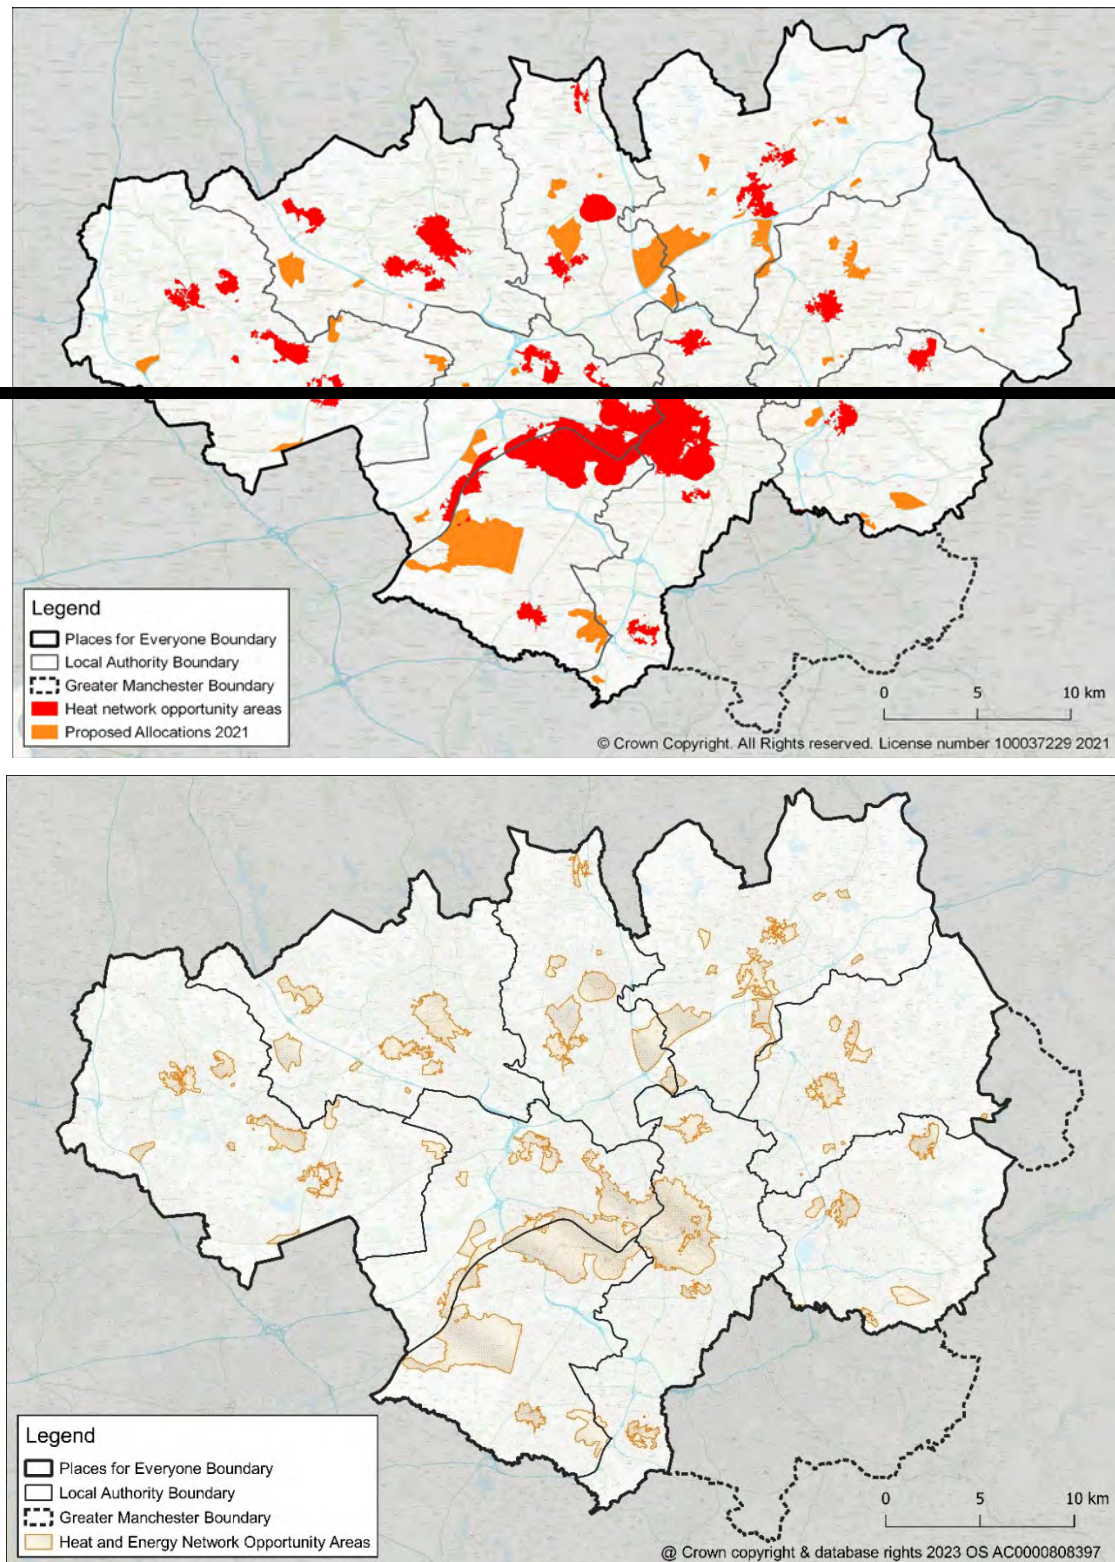 Legend
Places for Everyone Boundary
Local Authority Boundary
Greater Manchester Boundary
Heat network opportunity areas
Proposed Allocations 2021
0 5 10 km
© Crown Copyright. All Rights reserved. License number 100037229 2021
Legend
Places for Everyone Boundary
Local Authority Boundary
Greater Manchester Boundary
Heat and Energy Network Opportunity Areas
0 5 10 km
@ Crown copyright & database rights 2023 OS AC0000808397